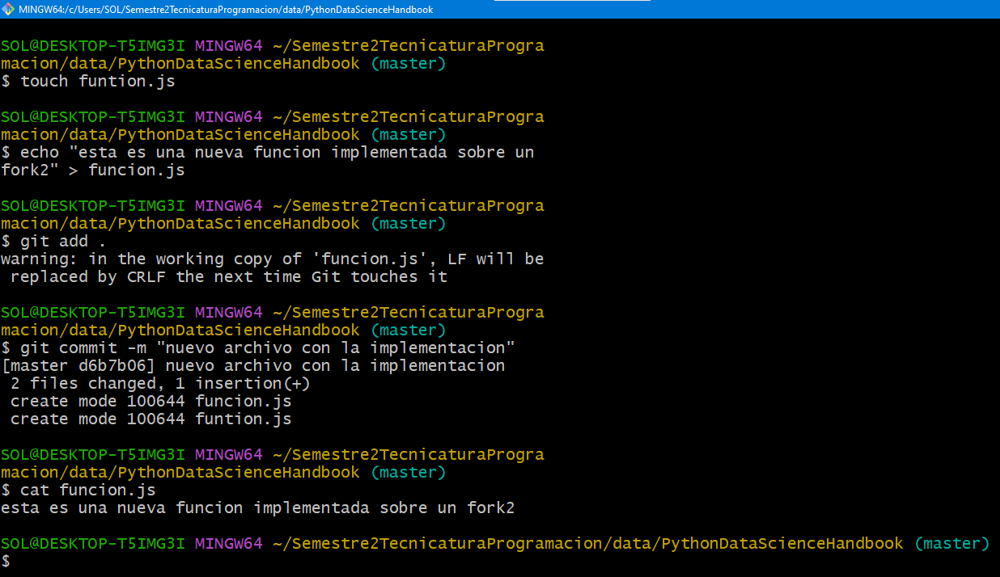 MINGW64:/c/Users/SOL/Semestre2TecnicaturaProgramacion/data/PythonDataScienceHandbook
SOL@DESKTOP-T5IMG3I MINGW64 ~/Semestre2TecnicaturaProgra
macion/data/PythonDataScienceHandbook (master)
$ touch funtion.js
SOL@DESKTOP-T5IMG3I MINGW64 ~/Semestre2TecnicaturaProgra
macion/data/PythonDataScienceHandbook (master)
$ echo "esta es una nueva funcion implementada sobre un
fork2" > funcion.js
SOL@DESKTOP-T5IMG3I MINGW64 ~/Semestre2TecnicaturaProgra
macion/data/PythonDataScienceHandbook (master)
$ git add .
warning: in the working copy of 'funcion.js', LF will be
 replaced by CRLF the next time Git touches it
SOL@DESKTOP-T5IMG3I MINGW64 ~/Semestre2TecnicaturaProgra
macion/data/PythonDataScienceHandbook (master)
$ git commit -m "nuevo archivo con la implementacion"
[master d6b7b06] nuevo archivo con la implementacion
 2 files changed, 1 insertion(+)
 create mode 100644 funcion.js
 create mode 100644 funtion.js
SOL@DESKTOP-T5IMG3I MINGW64 ~/Semestre2TecnicaturaProgra
macion/data/PythonDataScienceHandbook (master)
$ cat funcion.js
esta es una nueva funcion implementada sobre un fork2
SOL@DESKTOP-T5IMG3I MINGW64 ~/Semestre2TecnicaturaProgramacion/data/PythonDataScienceHandbook (master)
$